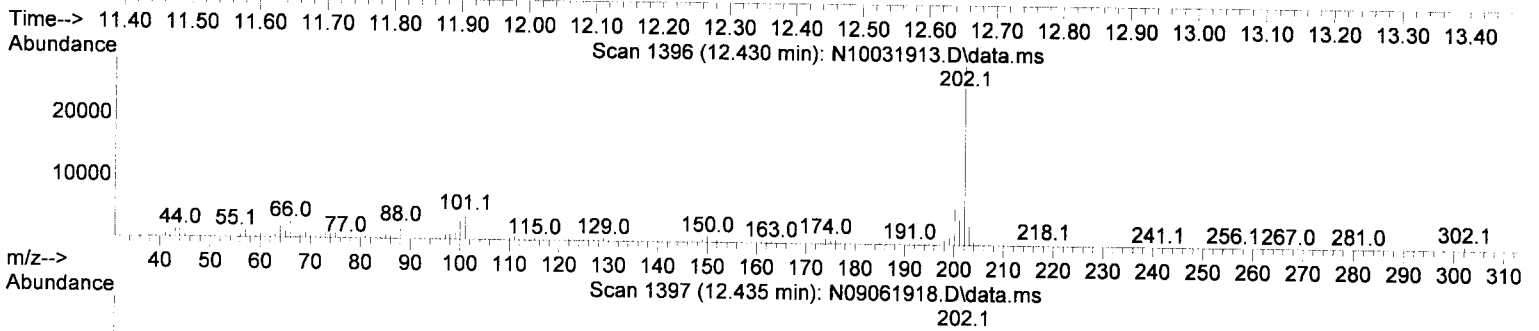 Time--> 11.40 11.50 11.60 11.70 11.80 11.90 12.00 12.10 12.20 12.30 12.40 12.50 12.60 12.70 12.80 12.90 13.00 13.10 13.20 13.30 13.40
Abundance
Scan 1396 (12.430 min): N10031913.D\data.ms
202.1
20000
10000
44.0 55.1 66.0 77.0 88.0 101.1 115.0 129.0 150.0 163.0 174.0 191.0 218.1 241.1 256.1 267.0 281.0 302.1
m/z--> 40 50 60 70 80 90 100 110 120 130 140 150 160 170 180 190 200 210 220 230 240 250 260 270 280 290 300 310
Abundance
Scan 1397 (12.435 min): N09061918.D\data.ms
202.1